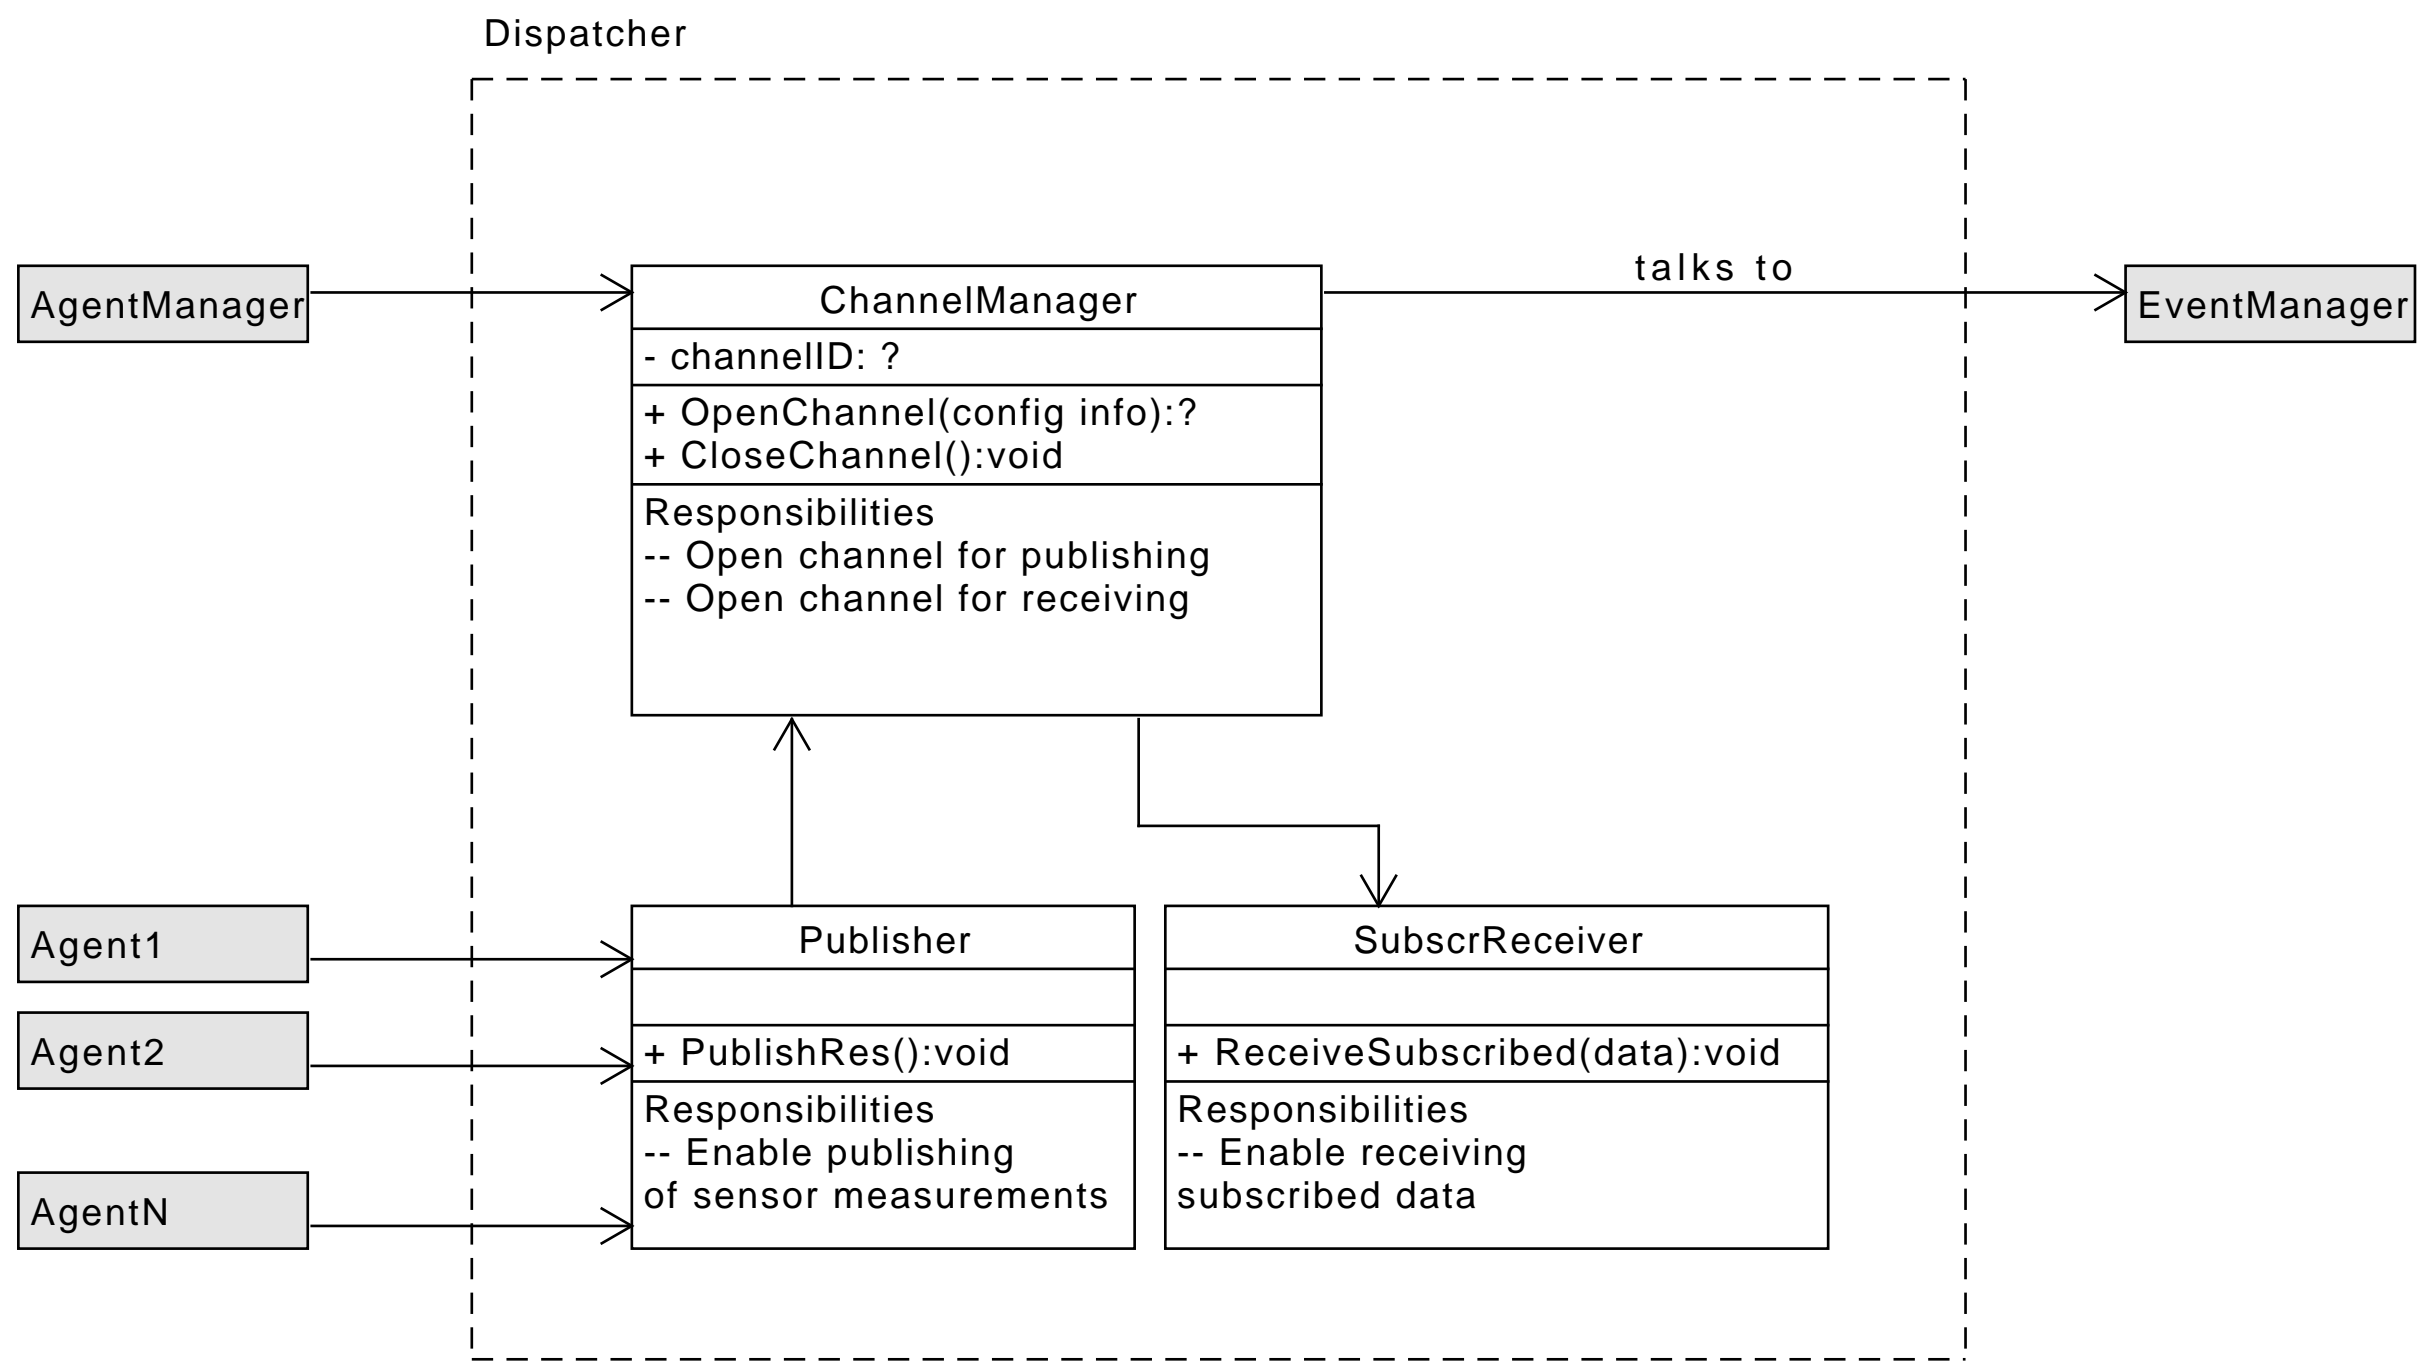 Dispatcher
talks to
AgentManager
ChannelManager
EventManager
- channelID: ?
+ OpenChannel(config info):?
+ CloseChannel():void
Responsibilities
-- Open channel for publishing
-- Open channel for receiving
Agent1
Agent2
AgentN
Publisher
+ PublishRes():void
Responsibilities
-- Enable publishing
of sensor measurements
SubscrReceiver
+ ReceiveSubscribed(data):void
Responsibilities
-- Enable receiving
subscribed data